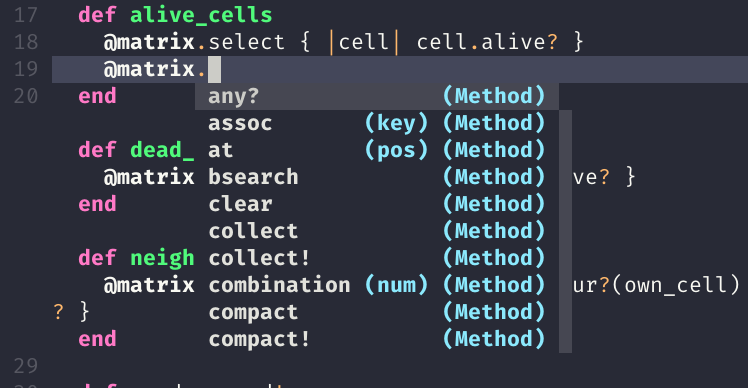 17 def alive_cells
18 @matrix.select { |cell| cell.alive? }
19 @matrix.
20 end any? (Method)
assoc (key) (Method)
def dead_ at (pos) (Method)
@matrix bsearch (Method) ve? }
end clear (Method)
collect (Method)
def neigh collect! (Method)
@matrix combination (num) (Method) ur?(own_cell)
? } compact (Method)
end compact! (Method)
29